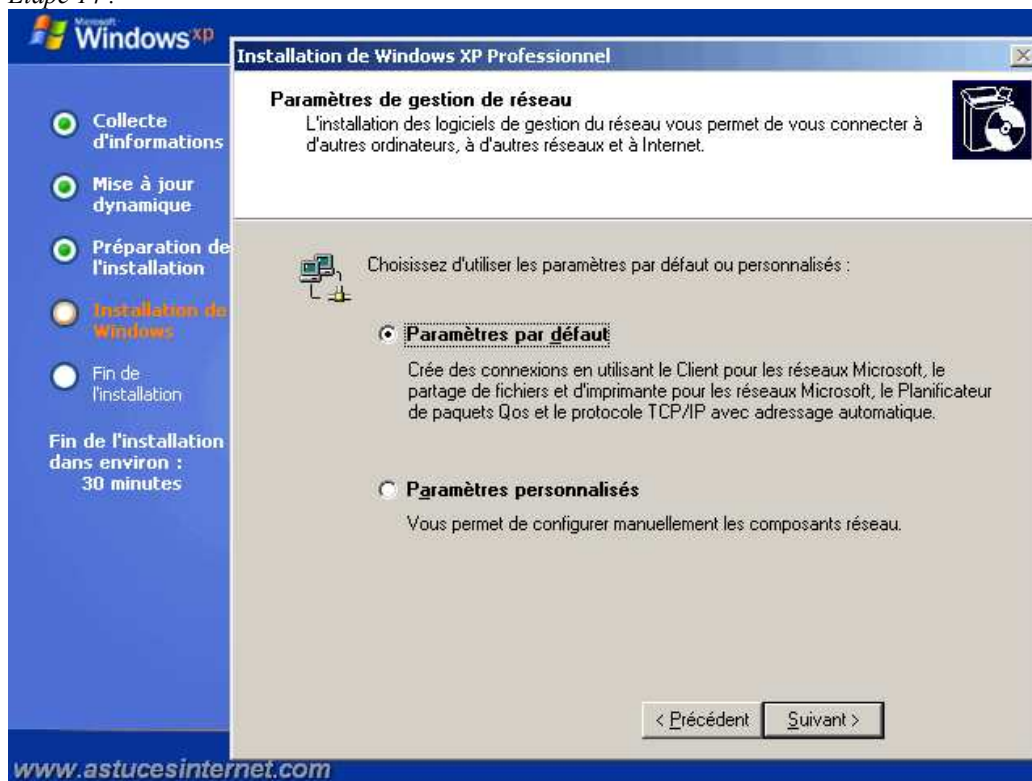 Etape 17 :
Microsoft
Windows xp
Installation de Windows XP Professionnel
Paramètres de gestion de réseau
L'installation des logiciels de gestion du réseau vous permet de vous connecter à
d'autres ordinateurs, à d'autres réseaux et à Internet.
Collecte
d'informations
Mise à jour
dynamique
Préparation de
l'installation
Installation de
Windows
Fin de
l'installation
Fin de l'installation
dans environ :
30 minutes
Choisissez d'utiliser les paramètres par défaut ou personnalisés :
Paramètres par défaut
Crée des connexions en utilisant le Client pour les réseaux Microsoft, le
partage de fichiers et d'imprimante pour les réseaux Microsoft, le Planificateur
de paquets Qos et le protocole TCP/IP avec adressage automatique.
Paramètres personnalisés
Vous permet de configurer manuellement les composants réseau.
< Précédent
Suivant >
www.astucesinternet.com